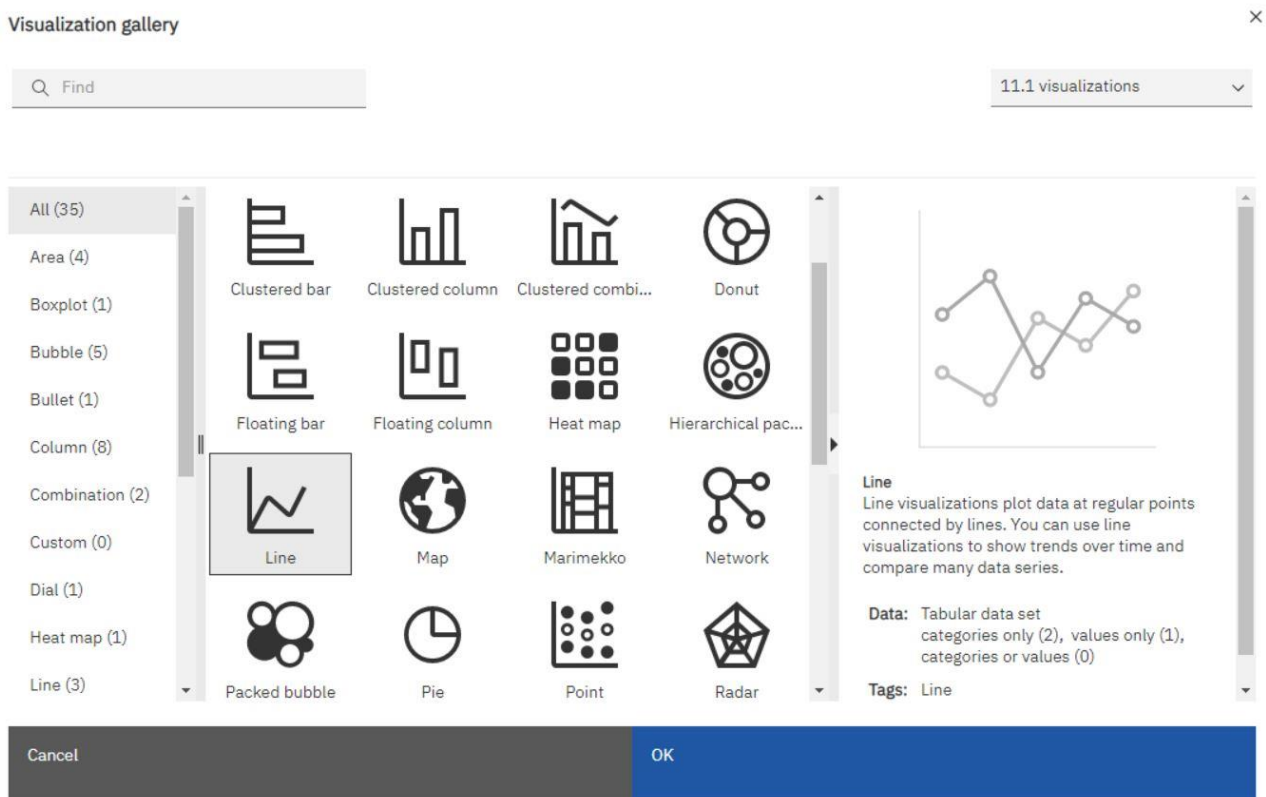 Visualization gallery
Find
11.1 visualizations
All (35)
Area (4)
Boxplot (1)
Bubble (5)
Bullet (1)
Column (8)
Combination (2)
Custom (0)
Dial (1)
Heat map (1)
Line (3)
Clustered bar
Clustered column
Clustered combi...
Donut
Floating bar
Floating column
Heat map
Hierarchical pac...
Line
Map
Marimekko
Network
Packed bubble
Pie
Point
Radar
Line
Line visualizations plot data at regular points
connected by lines. You can use line
visualizations to show trends over time and
compare many data series.
Data: Tabular data set
categories only (2), values only (1),
categories or values (0)
Tags: Line
Cancel
OK